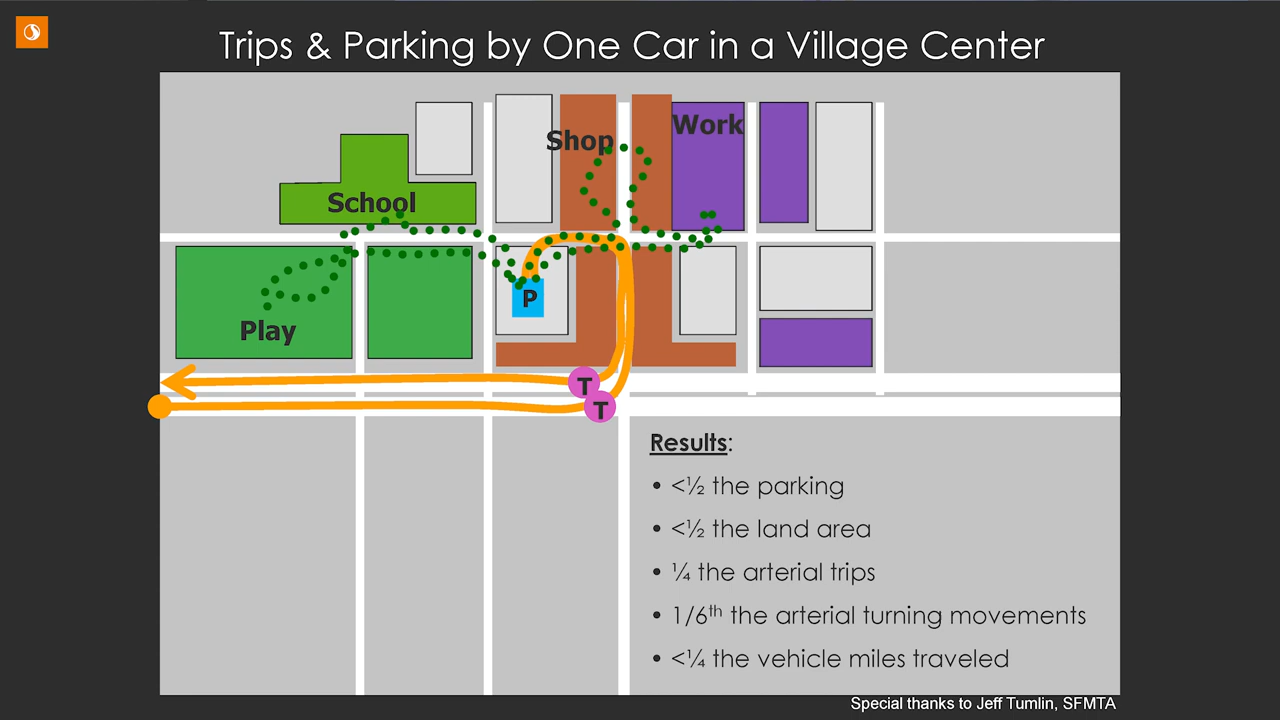 Trips & Parking by One Car in a Village Center
Work
Shop
School
P
Play
T
T
Results:
• <½ the parking
• <½ the land area
• ¼ the arterial trips
• 1/6th the arterial turning movements
• <¼ the vehicle miles traveled
Special thanks to Jeff Tumlin, SFMTA